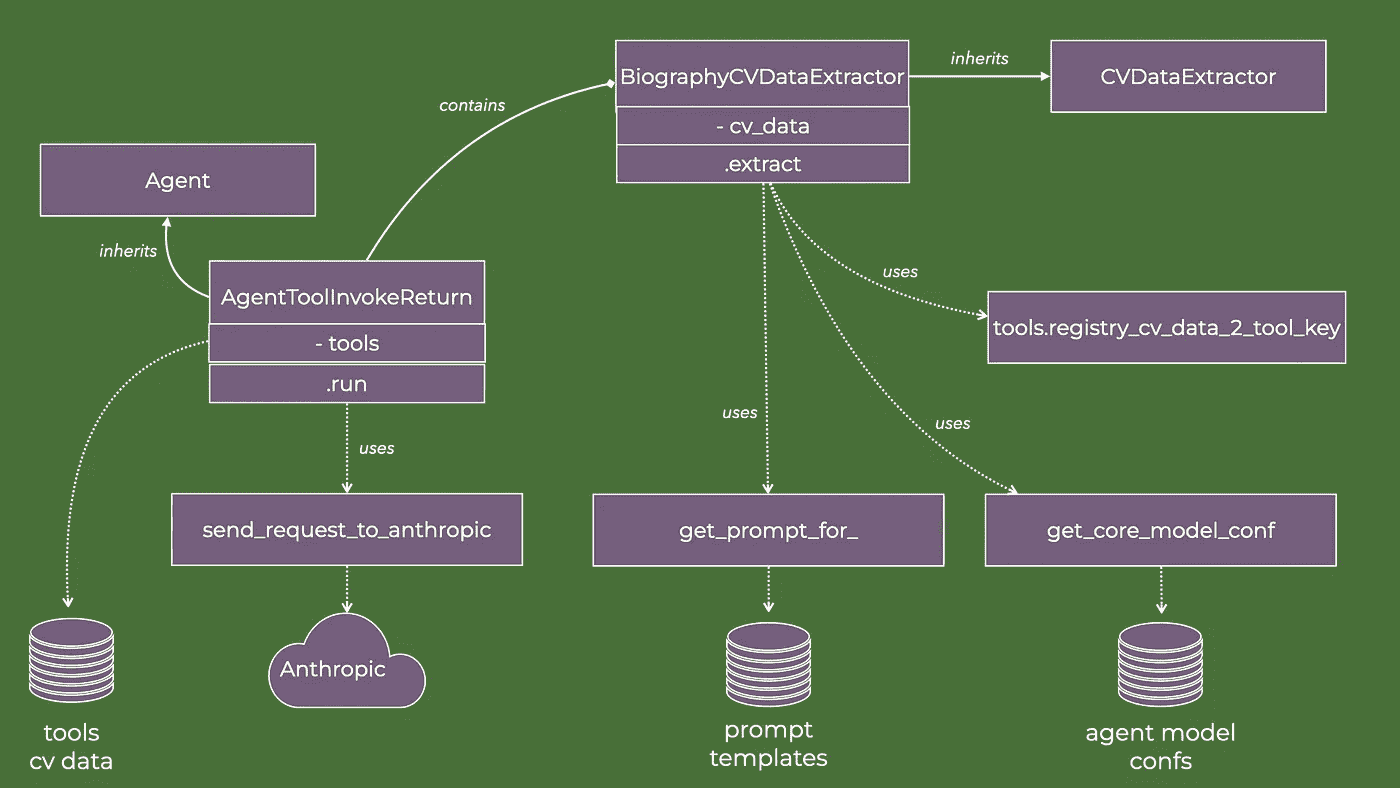 BiographyCVDataExtractor
inherits
CVDataExtractor
contains
- cv_data
.extract
Agent
inherits
AgentToolInvokeReturn
- tools
.run
uses
uses
uses
uses
tools.registry_cv_data_2_tool_key
send_request_to_anthropic
get_prompt_for_
get_core_model_conf
Anthropic
tools
cv data
prompt
templates
agent model
confs